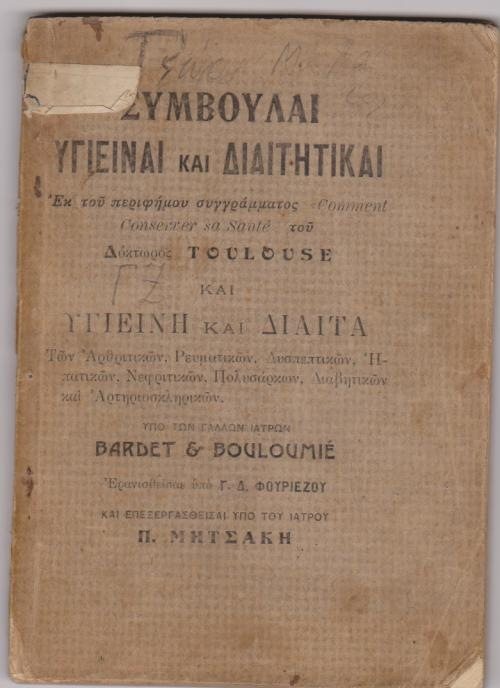 ΣΥΜΒΟΥΛΑΙ
ΥΓΙΕΙΝΑΙ ΚΑΙ ΔΙΑΙΤΗΤΙΚΑΙ
Ἐκ τοῦ περιφήμου συγγράμματος «Comment
Conserver sa Santé» τοῦ
Δόκτωρος TOULOUSE
ΓΖ
ΚΑΙ
ΥΓΙΕΙΝΗ ΚΑΙ ΔΙΑΙΤΑ
Τῶν Ἀρθριτικῶν, Ρευματικῶν, Δυσπεπτικῶν, Ἡ-
πατικῶν, Νεφριτικῶν, Πολυσάρκων, Διαβητικῶν
καὶ Ἀρτηριοσκληρικῶν.
ΥΠΟ ΤΩΝ ΓΑΛΛΩΝ ΙΑΤΡΩΝ
BARDET & BOULOUMIÉ
Ἐρανισθεῖσαι ὑπὸ Γ. Δ. ΦΟΥΡΙΕΖΟΥ
ΚΑΙ ΕΠΕΞΕΡΓΑΣΘΕΙΣΑΙ ΥΠΟ ΤΟΥ ΙΑΤΡΟΥ
Π. ΜΗΤΣΑΚΗ